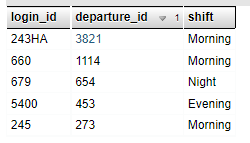 login_id departure_id 1 shift
243HA 3821 Morning
660 1114 Morning
679 654 Night
5400 453 Evening
245 273 Morning